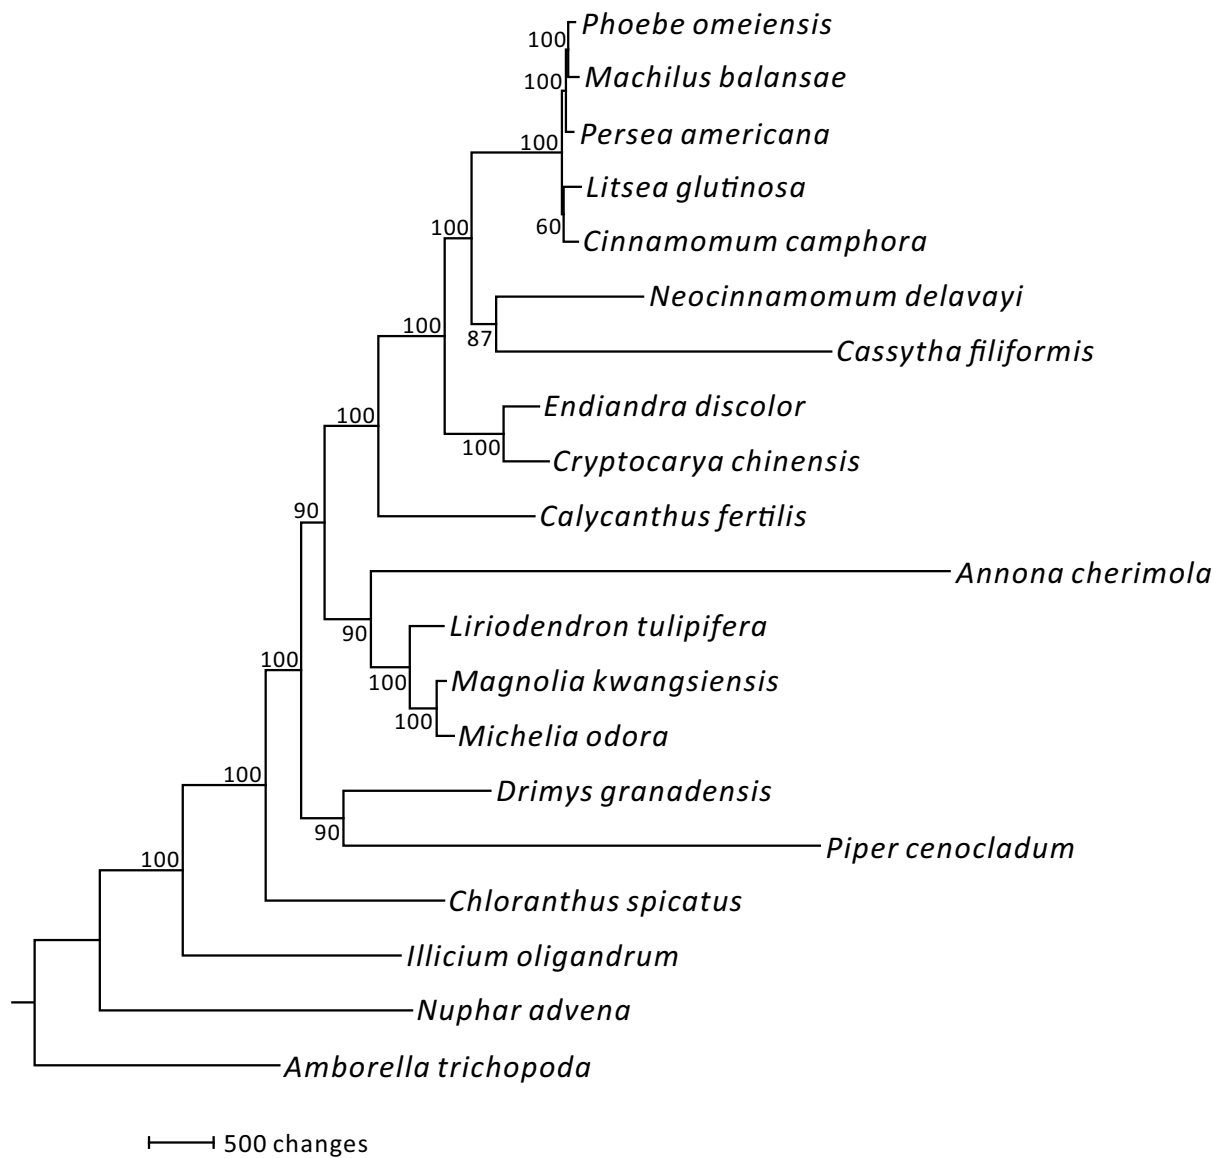 Phoebe omeiensis
100
Machilus balansae
100
Persea americana
100
Litsea glutinosa
60
Cinnamomum camphora
100
Neocinnamomum delavayi
100
87
Cassytha filiformis
Endiandra discolor
100
100
Cryptocarya chinensis
90
Calycanthus fertilis
Annona cherimola
90
Liriodendron tulipifera
100
100
Magnolia kwangsiensis
100
Michelia odora
100
Drimys granadensis
90
Piper cenocladum
100
Chloranthus spicatus
Illicium oligandrum
Nuphar advena
Amborella trichopoda
500 changes